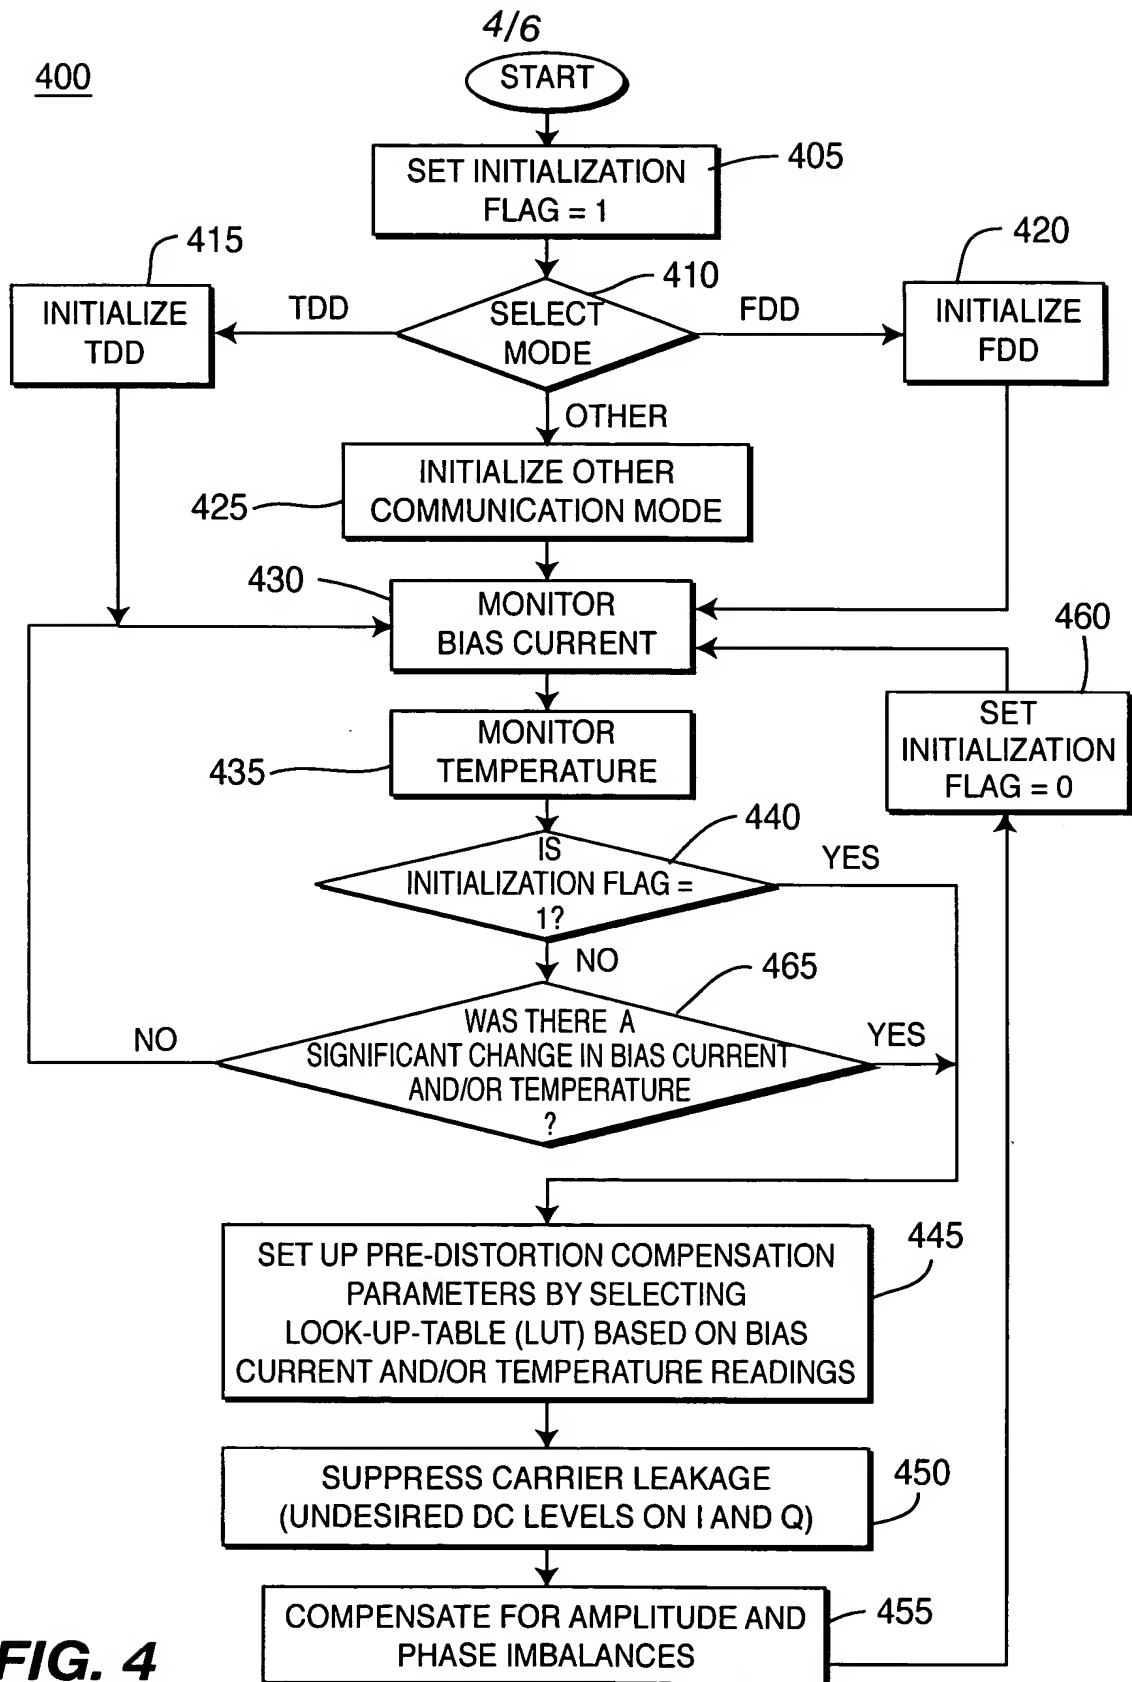 4/6
400
START
SET INITIALIZATION
FLAG = 1
405
415
410
420
INITIALIZE
TDD
TDD
SELECT
MODE
FDD
INITIALIZE
FDD
OTHER
INITIALIZE OTHER
COMMUNICATION MODE
425
430
MONITOR
BIAS CURRENT
460
SET
INITIALIZATION
FLAG = 0
MONITOR
TEMPERATURE
435
440
IS
INITIALIZATION FLAG =
1?
YES
NO
465
WAS THERE A
SIGNIFICANT CHANGE IN BIAS CURRENT
AND/OR TEMPERATURE
?
NO
YES
445
SET UP PRE-DISTORTION COMPENSATION
PARAMETERS BY SELECTING
LOOK-UP-TABLE (LUT) BASED ON BIAS
CURRENT AND/OR TEMPERATURE READINGS
SUPPRESS CARRIER LEAKAGE
(UNDESIRED DC LEVELS ON I AND Q)
450
COMPENSATE FOR AMPLITUDE AND
PHASE IMBALANCES
455
FIG. 4